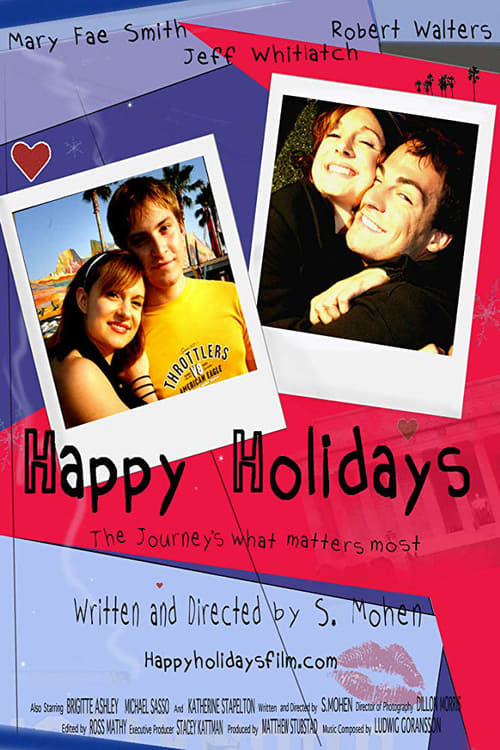 Mary Fae Smith
Robert Walters
Jeff Whitlatch
THROTTLERS
V8
AMERICAN EAGLE
Happy Holidays
The Journey's what matters most
Written and Directed by S. Mohen
Happyholidaysfilm.com
Also Starring BRIGITTE ASHLEY MICHAEL SASSO And KATHERINE STAPELTON Written and Directed by S.MOHEN Director of Photography DILLON MORRIS
Edited by ROSS MATHY Executive Producer STACEY KATTMAN Produced by MATTHEW STUBSTAD Music Composed by LUDWIG GORANSSON